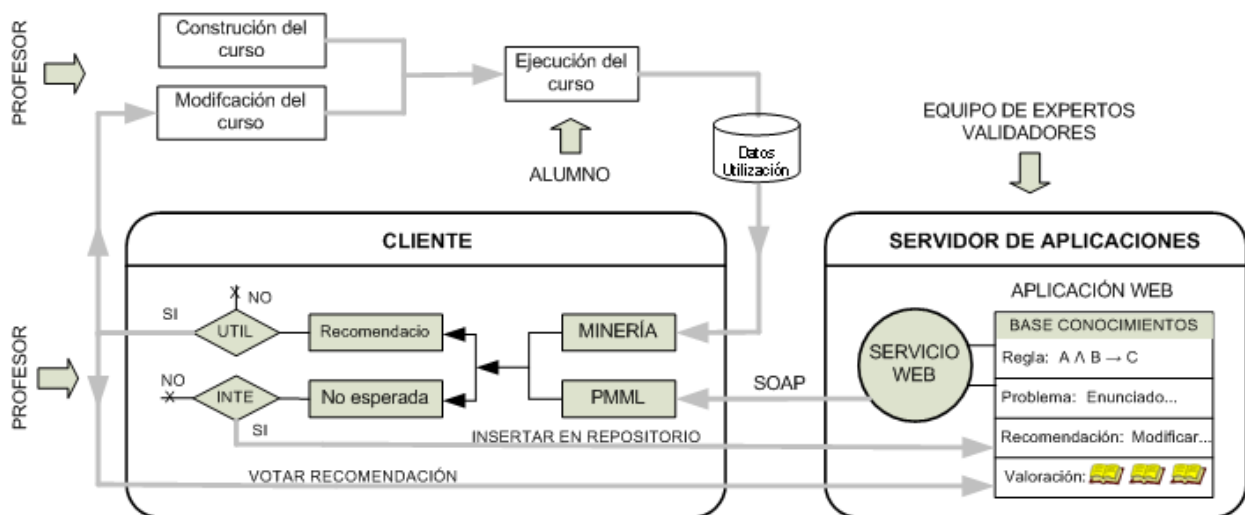 PROFESOR
Construción del
curso
Modifcación del
curso
Ejecución del
curso
ALUMNO
Datos
Utilización
EQUIPO DE EXPERTOS
VALIDADORES
PROFESOR
CLIENTE
SI
X NO
UTIL
Recomendacio
MINERÍA
NO
X
INTE
No esperada
PMML
SI
SOAP
INSERTAR EN REPOSITORIO
VOTAR RECOMENDACIÓN
SERVIDOR DE APLICACIONES
APLICACIÓN WEB
SERVICIO
WEB
BASE CONOCIMIENTOS
Regla: A Λ B → C
Problema: Enunciado...
Recomendación: Modificar...
Valoración: